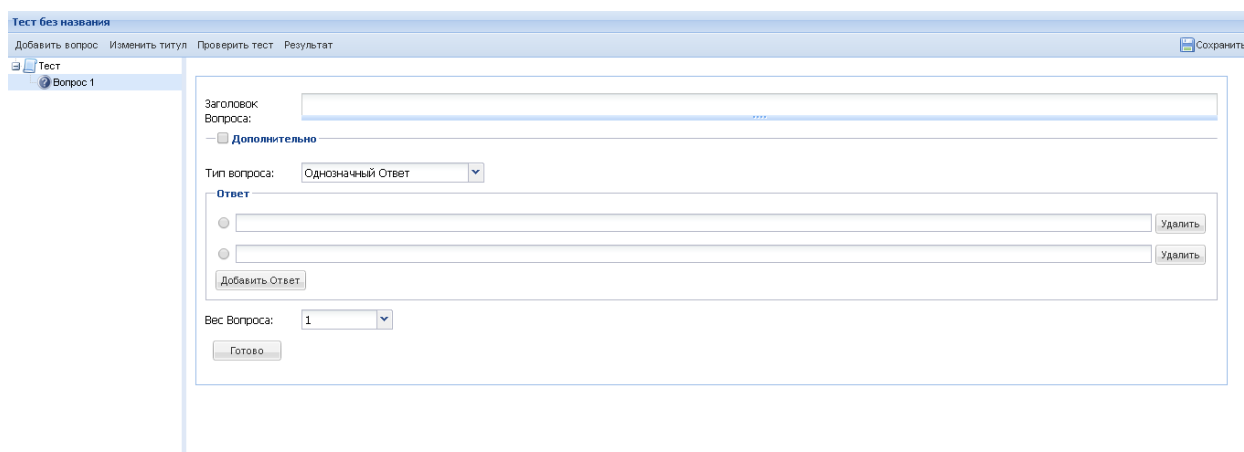 Тест без названия
Добавить вопрос Изменить титул Проверить тест Результат Сохранить
Тест
Вопрос 1
Заголовок
Вопроса:
Дополнительно
Тип вопроса: Однозначный Ответ
Ответ
Удалить
Удалить
Добавить Ответ
Вес Вопроса: 1
Готово